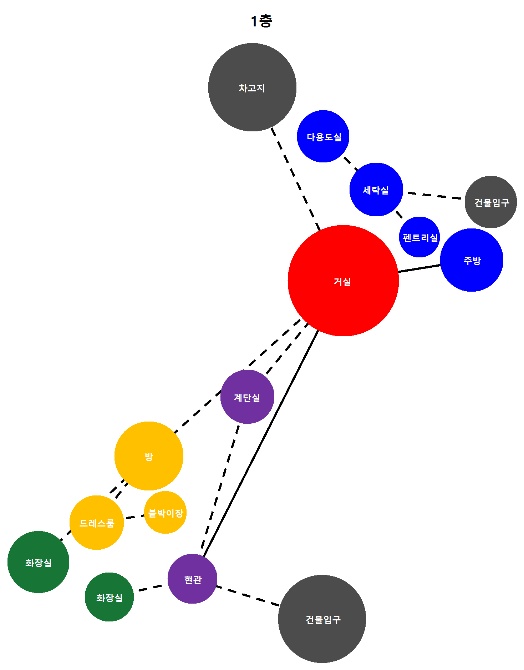 1층
차고지
다용도실
세탁실
건물입구
펜트리실
주방
거실
계단실
방
붙박이장
드레스룸
화장실
현관
화장실
건물입구